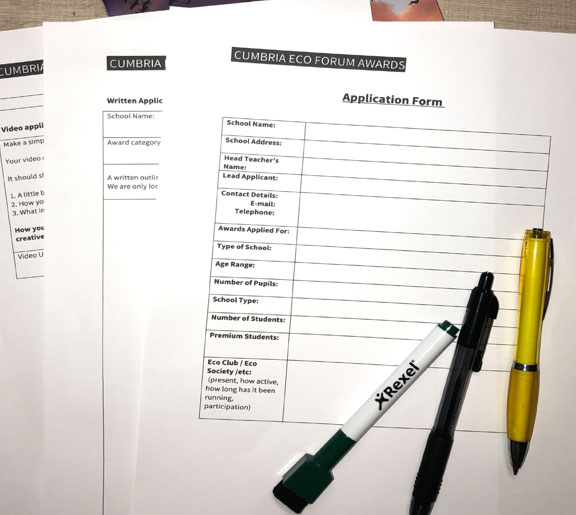 CUMBRIA
Video appli
Make a simp
Your video
It should s
1. A little b
2. How yo
3. What in
How you
creative
Video U
CUMBRIA
Written Applic
School Name:
Award category
A written outlin
We are only loo
CUMBRIA ECO FORUM AWARDS
Application Form
School Name:
School Address:
Head Teacher's
Name:
Lead Applicant:
Contact Details:
E-mail:
Telephone:
Awards Applied For:
Type of School:
Age Range:
Number of Pupils:
School Type:
Number of Students:
Premium Students:
Eco Club / Eco
Society /etc:
(present, how active,
how long has it been
running,
participation)
Rexel